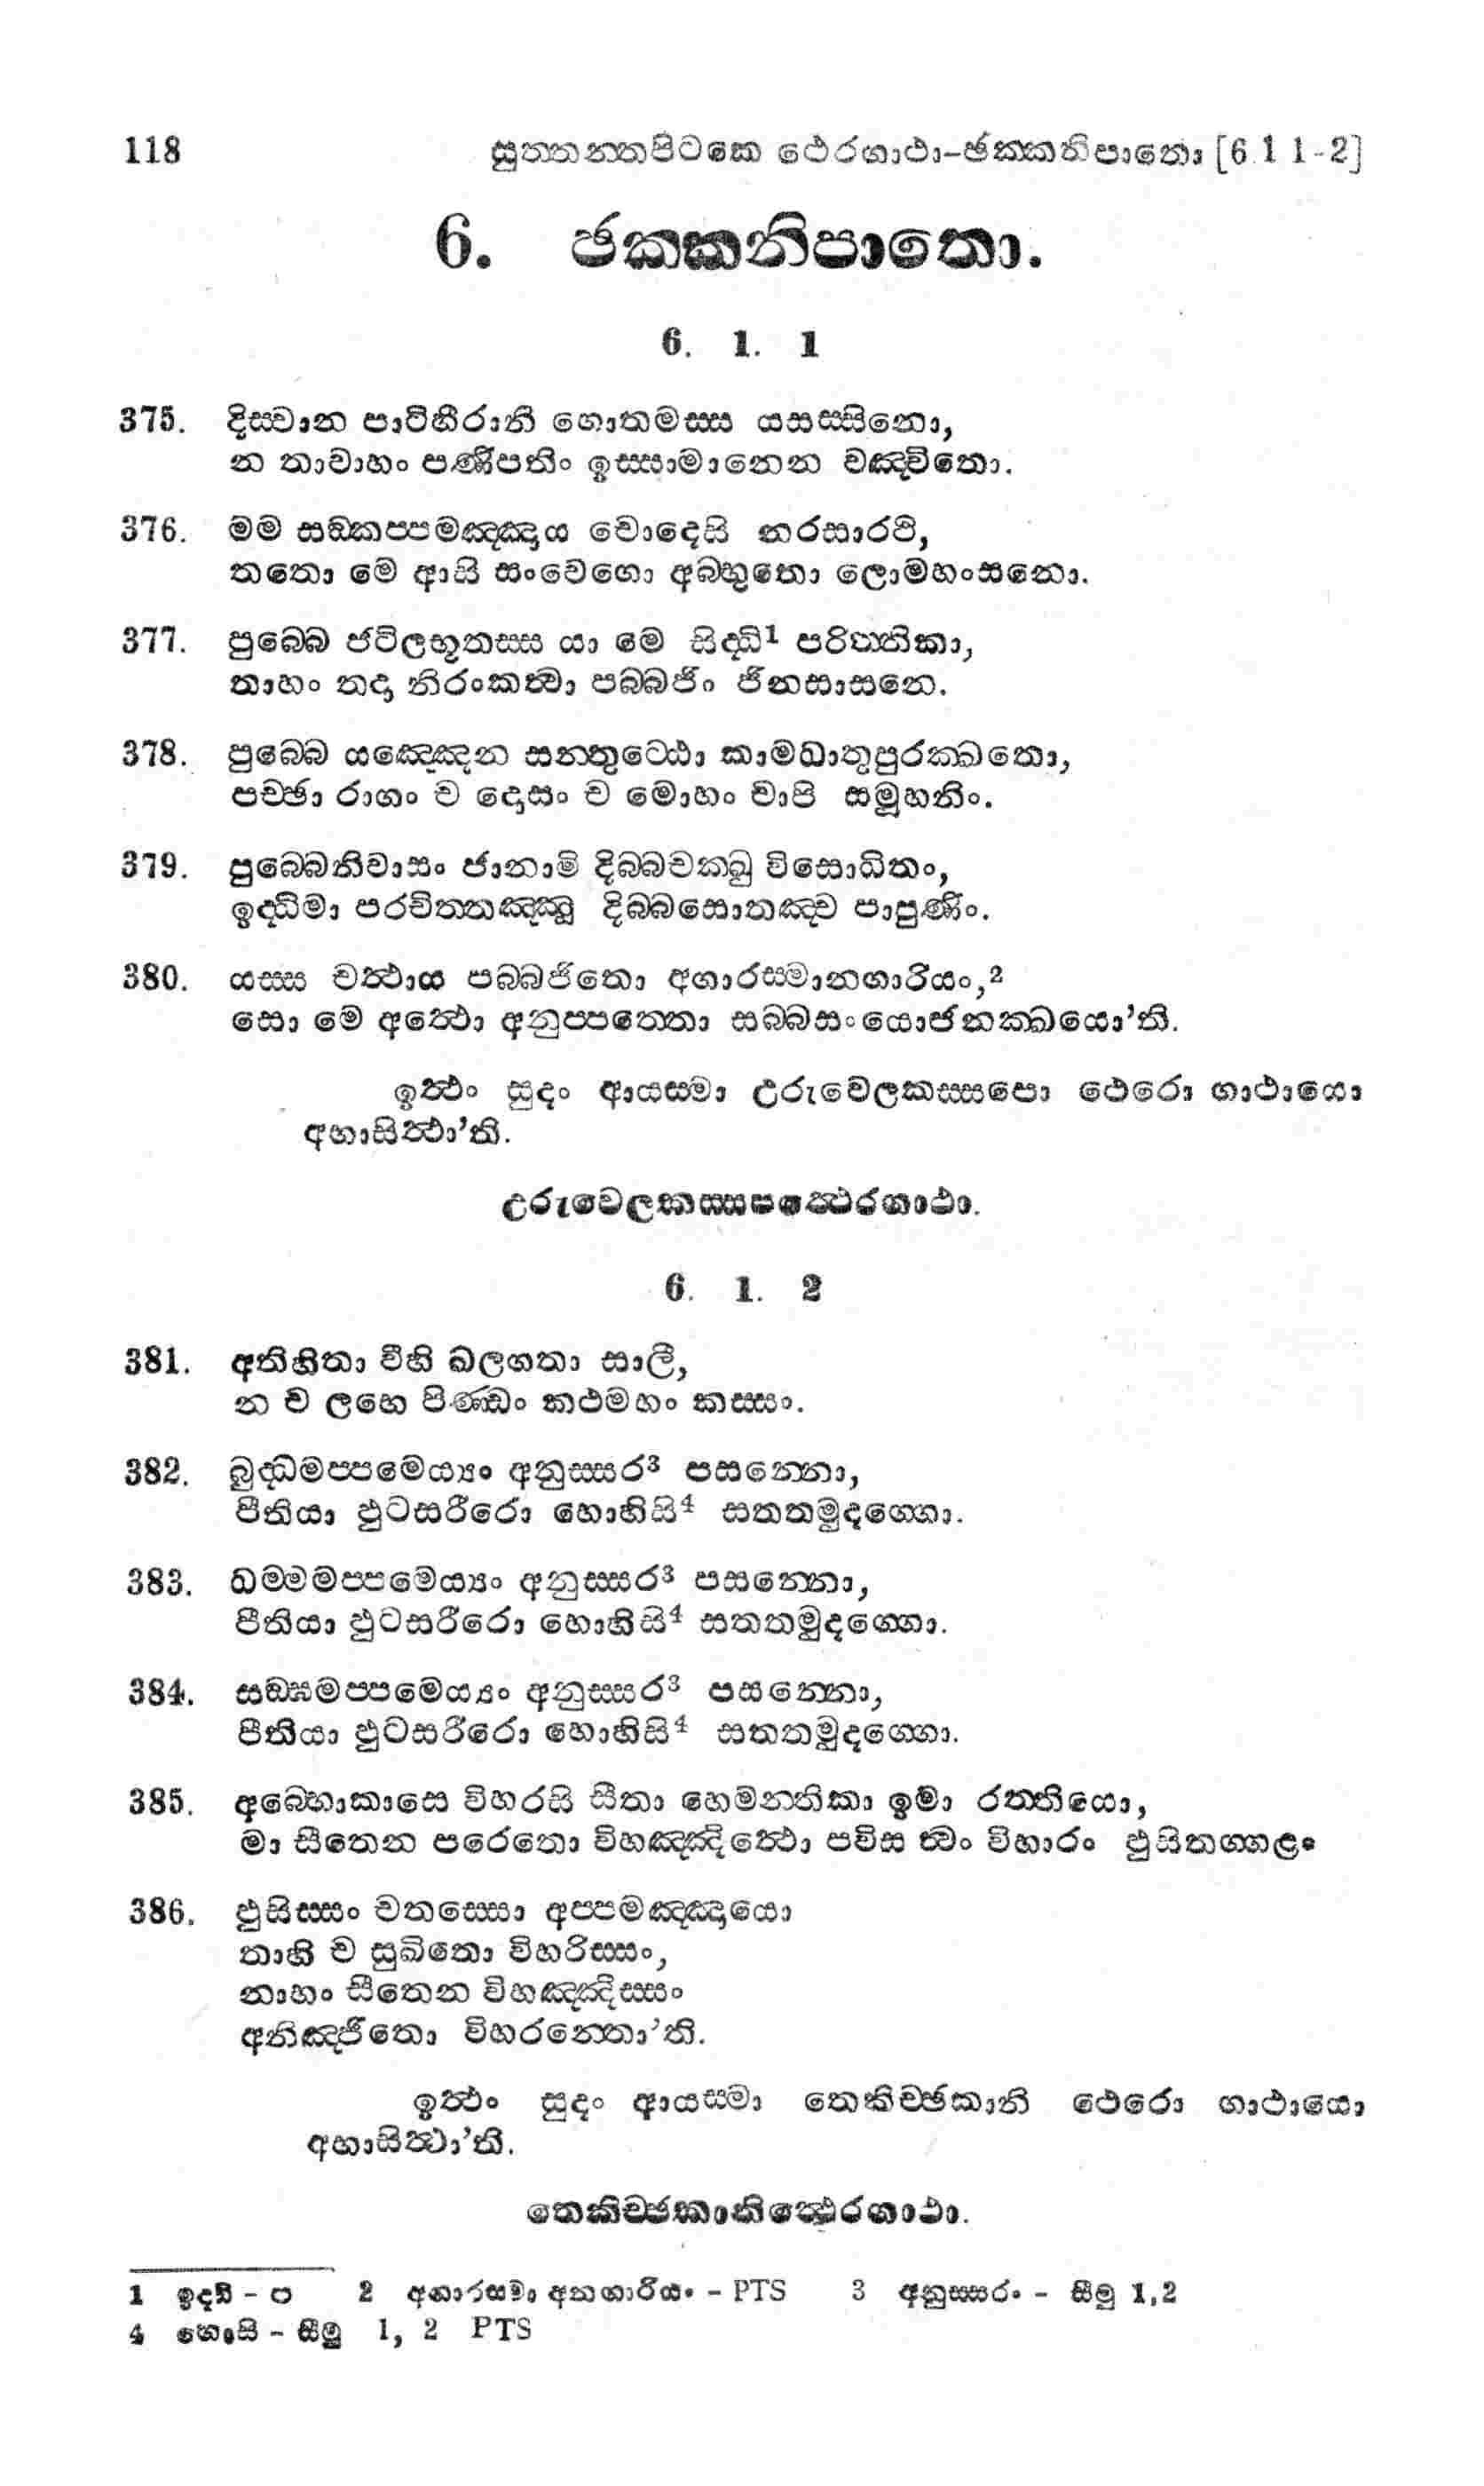 118 සුත්තන්තපිටකෙ ථෙරගාථා-ඡක්කනිපාතො [6. 1 1-2]
6. ඡක්කනිපාතො.
6. 1. 1
375. දිස්වාන පාටිහීරානි ගොතමස්ස යසස්සිනො,
න තාවාහං පණිපතිං ඉස්සාමානෙන වඤ්චිතො.
376. මම සඞ්කප්පමඤ්ඤාය චොදෙසි නරසාරථි,
තතො මෙ ආසි සංවෙගො අබ්භුතො ලොමහංසනො.
377. පුබ්බෙ ජටිලභූතස්ස යා මෙ සිද්ධි1 පරිත්තිකා,
තාහං තදා නිරංකත්වා පබ්බජිං ජිනසාසනෙ.
378. පුබ්බෙ යඤ්ඤෙන සන්තුට්ඨො කාමධාතුපුරක්ඛතො,
පච්ඡා රාගං ච දොසං ච මොහං චාපි සමූහනිං.
379. පුබ්බෙනිවාසං ජානාමි දිබ්බචක්ඛු විසොධිතං,
ඉද්ධිමා පරචිත්තඤ්ඤූ දිබ්බසොතඤ්ච පාපුණිං.
380. යස්ස චත්ථාය පබ්බජිතො අගාරස්මානගාරියං,2
සො මෙ අත්ථො අනුප්පත්තො සබ්බසංයොජනක්ඛයො'ති.
ඉත්ථං සුදං ආයස්මා උරුවෙලකස්සපො ථෙරො ගාථායො
අභාසිත්ථා'ති.
උරුවෙලකස්සපත්ථෙරගාථා.
6. 1. 2
381. අතිහිතා වීහි ඛලගතා සාලී,
න ච ලභෙ පිණ්ඩං කථමහං කස්සං.
382. බුද්ධමප්පමෙය්‍යං අනුස්සර3 පසන්නො,
පීතියා ඵුටසරීරො හොහිසි4 සතතමුදග්ගො.
383. ධම්මමප්පමෙය්‍යං අනුස්සර3 පසන්නො,
පීතියා ඵුටසරීරො හොහිසි4 සතතමුදග්ගො.
384. සඞ්ඝමප්පමෙය්‍යං අනුස්සර3 පසන්නො,
පීතියා ඵුටසරීරො හොහිසි4 සතතමුදග්ගො.
385. අබ්භොකාසෙ විහරසි සීතා හෙමන්තිකා ඉමා රත්තියො,
මා සීතෙන පරෙතො විහඤ්ඤිත්ථො පවිස ත්වං විහාරං ඵුසිතග්ගළං
386. ඵුසිස්සං චතස්සො අප්පමඤ්ඤායො
තාහි ච සුඛිතො විහරිස්සං,
නාහං සීතෙන විහඤ්ඤිස්සං
අනිඤ්ජිතො විහරන්තො'ති.
ඉත්ථං සුදං ආයස්මා තෙකිච්ඡකානි ථෙරො ගාථායො
අභාසිත්ථා'ති.
තෙකිච්ඡකානිත්ථෙරගාථා.
1 ඉද්ධි - ප 2 අගාරස්මා අනගාරියං - PTS 3 අනුස්සරං - සීමු 1,2
4 හොසි - සීමු 1, 2 PTS